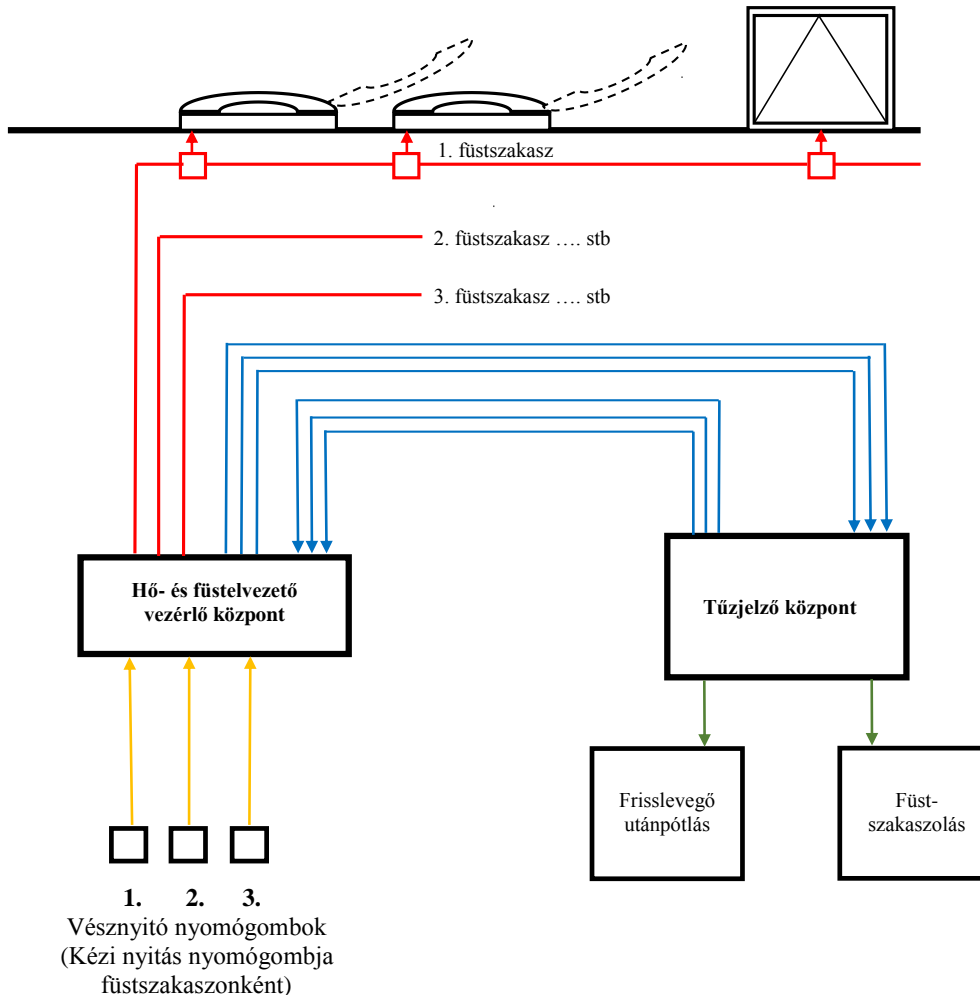 1. füstszakasz
2. füstszakasz …. stb
3. füstszakasz …. stb
Hő- és füstelvezető
vezérlő központ
Tűzjelző központ
Frisslevegő
utánpótlás
Füst-
szakaszolás
1. 2. 3.
Vésznyitó nyomógombok
(Kézi nyitás nyomógombja
füstszakaszonként)